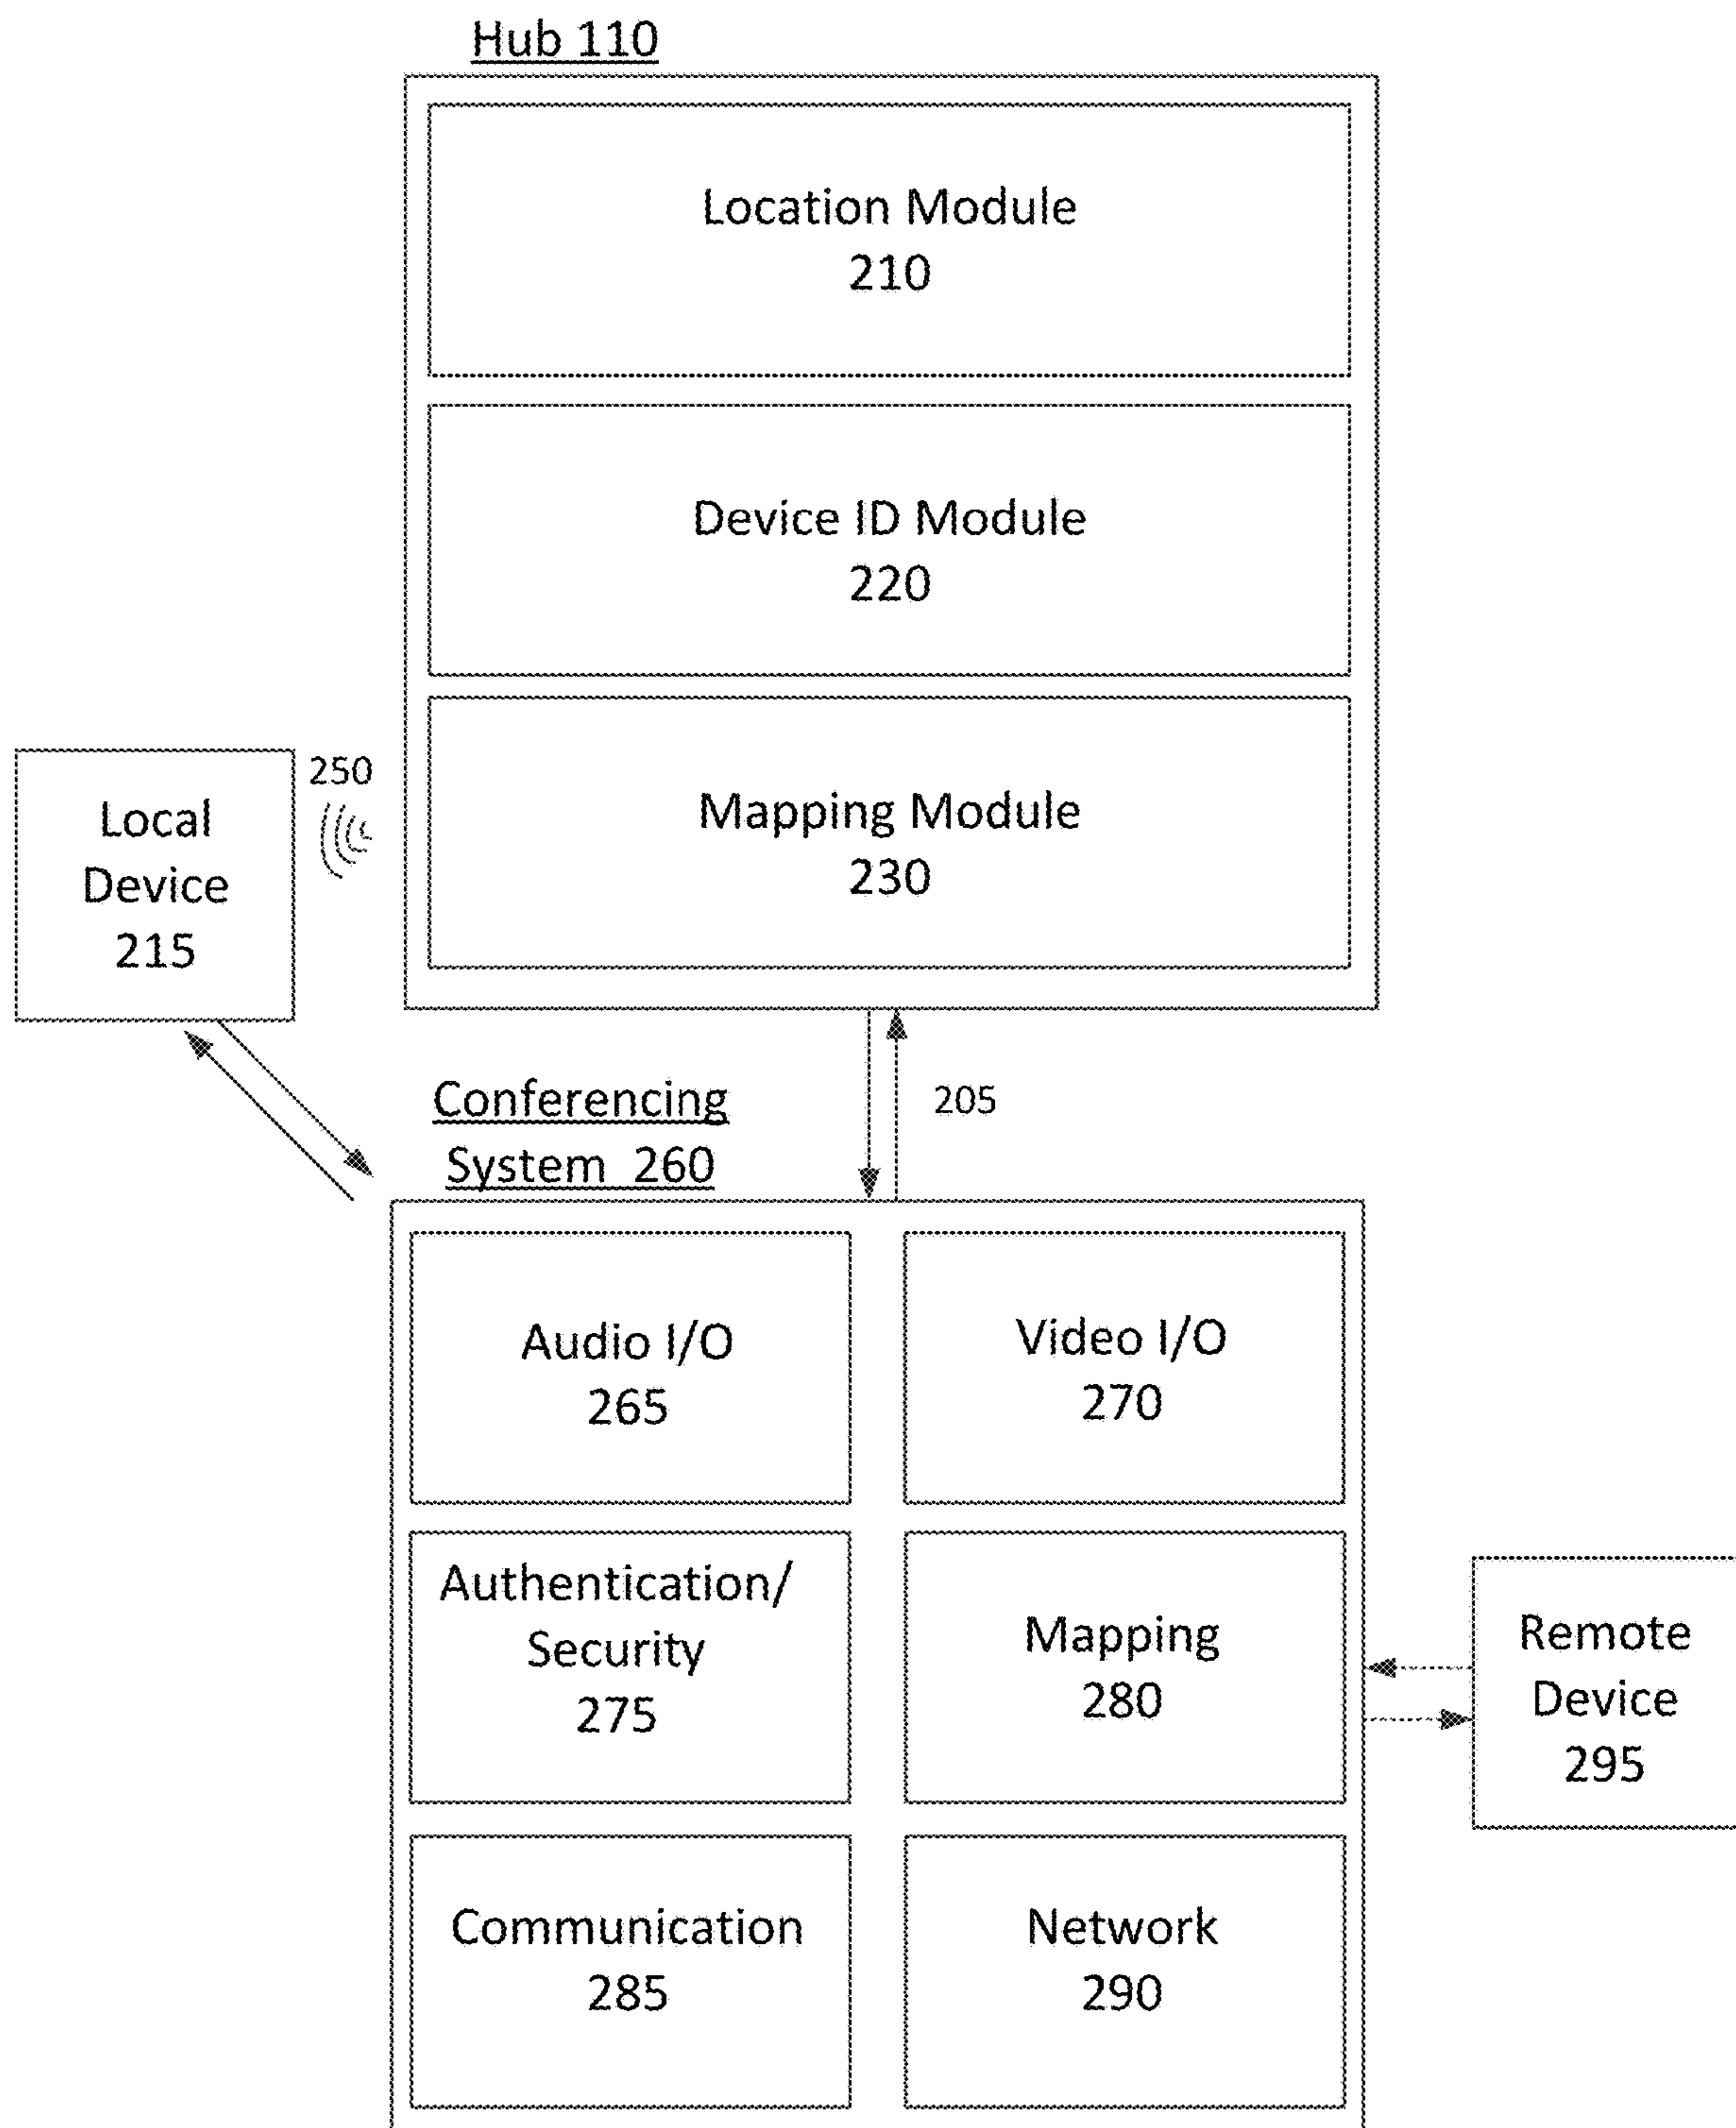 Hub 110
Location Module
210
Device ID Module
220
Mapping Module
230
250
Local
Device
215
205
Conferencing
System 260
Audio I/O
265
Video I/O
270
Authentication/
Security
275
Mapping
280
Remote
Device
295
Communication
285
Network
290